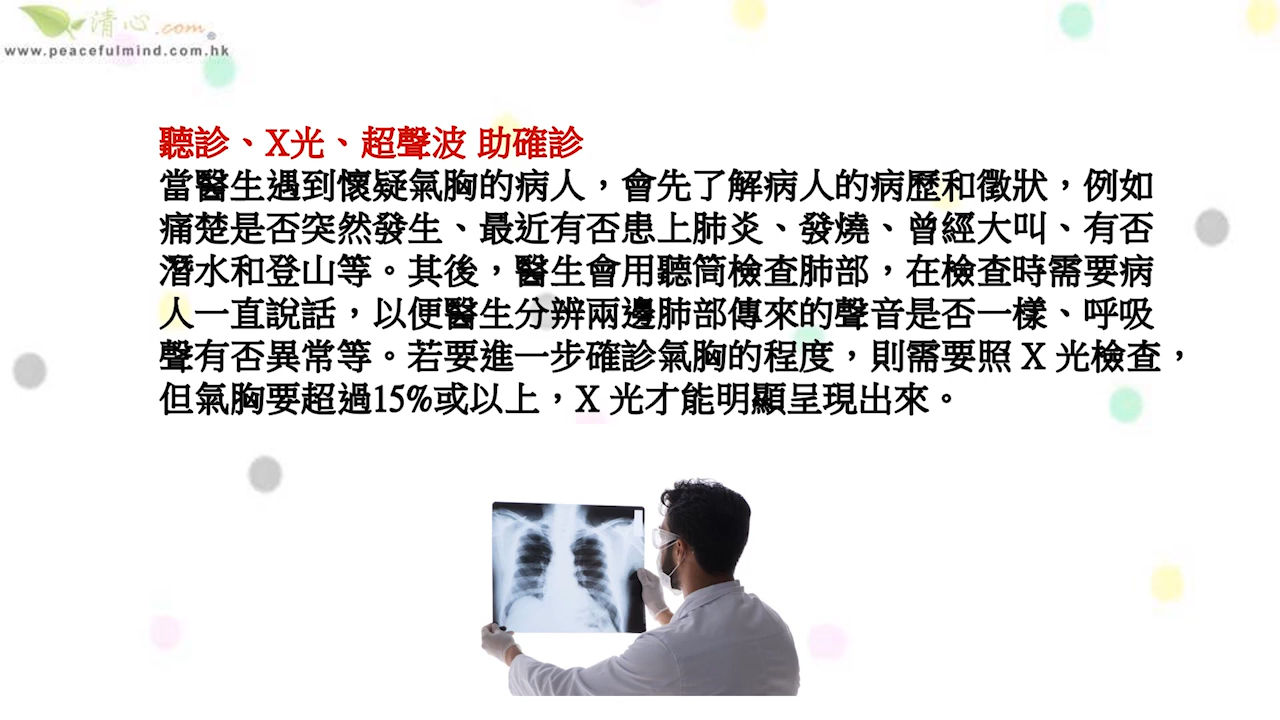 清心.com
www.peacefulmind.com.hk
聽診、X光、超聲波 助確診
當醫生遇到懷疑氣胸的病人，會先了解病人的病歷和徵狀，例如
痛楚是否突然發生、最近有否患上肺炎、發燒、曾經大叫、有否
潛水和登山等。其後，醫生會用聽筒檢查肺部，在檢查時需要病
人一直說話，以便醫生分辨兩邊肺部傳來的聲音是否一樣、呼吸
聲有否異常等。若要進一步確診氣胸的程度，則需要照 X 光檢查，
但氣胸要超過15%或以上，X 光才能明顯呈現出來。